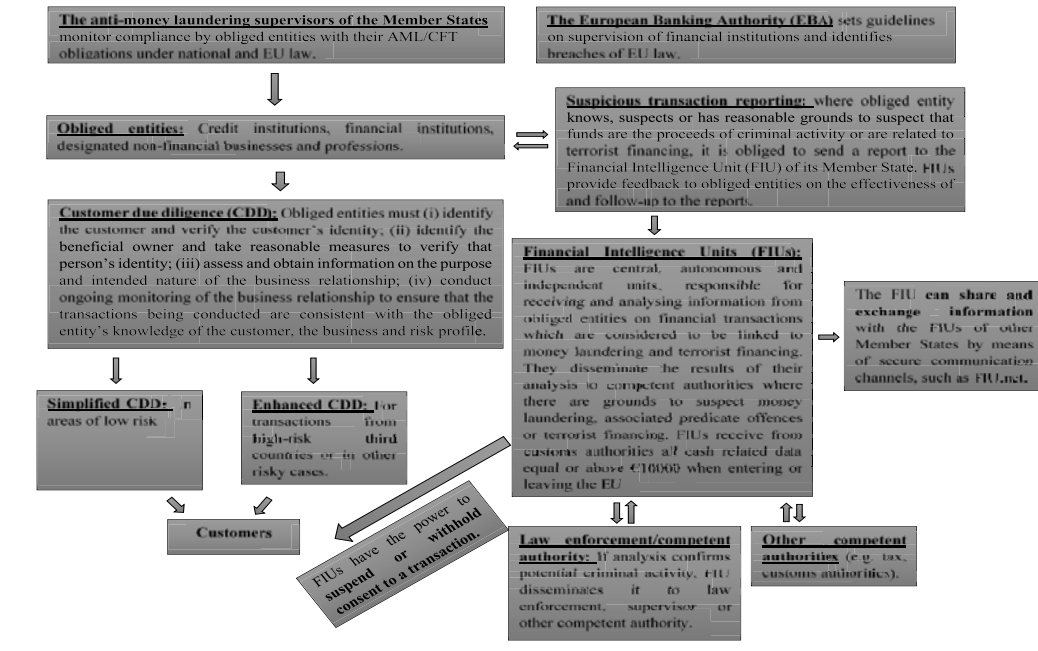 The anti-money laundering supervisors of the Member States
monitor compliance by obliged entities with their AML/CFT
obligations under national and EU law.
The European Banking Authority (EBA) sets guidelines
on supervision of financial institutions and identifies
breaches of EU law.
Obliged entities: Credit institutions, financial institutions,
designated non-financial businesses and professions.
Suspicious transaction reporting: where obliged entity
knows, suspects or has reasonable grounds to suspect that
funds are the proceeds of criminal activity or are related to
terrorist financing, it is obliged to send a report to the
Financial Intelligence Unit (FIU) of its Member State. FIUs
provide feedback to obliged entities on the effectiveness of
and follow-up to the reports.
Customer due diligence (CDD): Obliged entities must (i) identify
the customer and verify the customer's identity; (ii) identify the
beneficial owner and take reasonable measures to verify that
person's identity; (iii) assess and obtain information on the purpose
and intended nature of the business relationship; (iv) conduct
ongoing monitoring of the business relationship to ensure that the
transactions being conducted are consistent with the obliged
entity's knowledge of the customer, the business and risk profile.
Financial Intelligence Units (FIUs):
FIUs are central, autonomous and
independent units, responsible for
receiving and analysing information from
obliged entities on financial transactions
which are considered to be linked to
money laundering and terrorist financing.
They disseminate the results of their
analysis to competent authorities where
there are grounds to suspect money
laundering, associated predicate offences
or terrorist financing. FIUs receive from
customs authorities all cash related data
equal or above €10000 when entering or
leaving the EU
The FIU can share and
exchange information
with the FIUs of other
Member States by means
of secure communication
channels, such as FIU.net.
Simplified CDD:
areas of low risk
Enhanced CDD: For
transactions from
high-risk third
countries or in other
risky cases.
Customers
FIUs have the power to
suspend or withhold
consent to a transaction.
Law enforcement/competent
authority: If analysis confirms
potential criminal activity, FIU
disseminates it to law
enforcement, supervisor or
other competent authority.
Other competent
authorities (e.g. tax,
customs authorities).